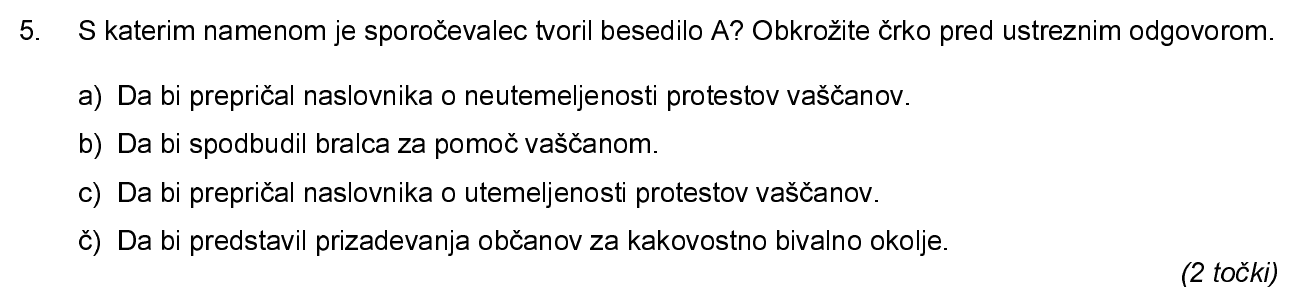 5. S katerim namenom je sporočevalec tvoril besedilo A? Obkrožite črko pred ustreznim odgovorom.
a) Da bi prepričal naslovnika o neutemeljenosti protestov vaščanov.
b) Da bi spodbudil bralca za pomoč vaščanom.
c) Da bi prepričal naslovnika o utemeljenosti protestov vaščanov.
č) Da bi predstavil prizadevanja občanov za kakovostno bivalno okolje.
(2 točki)